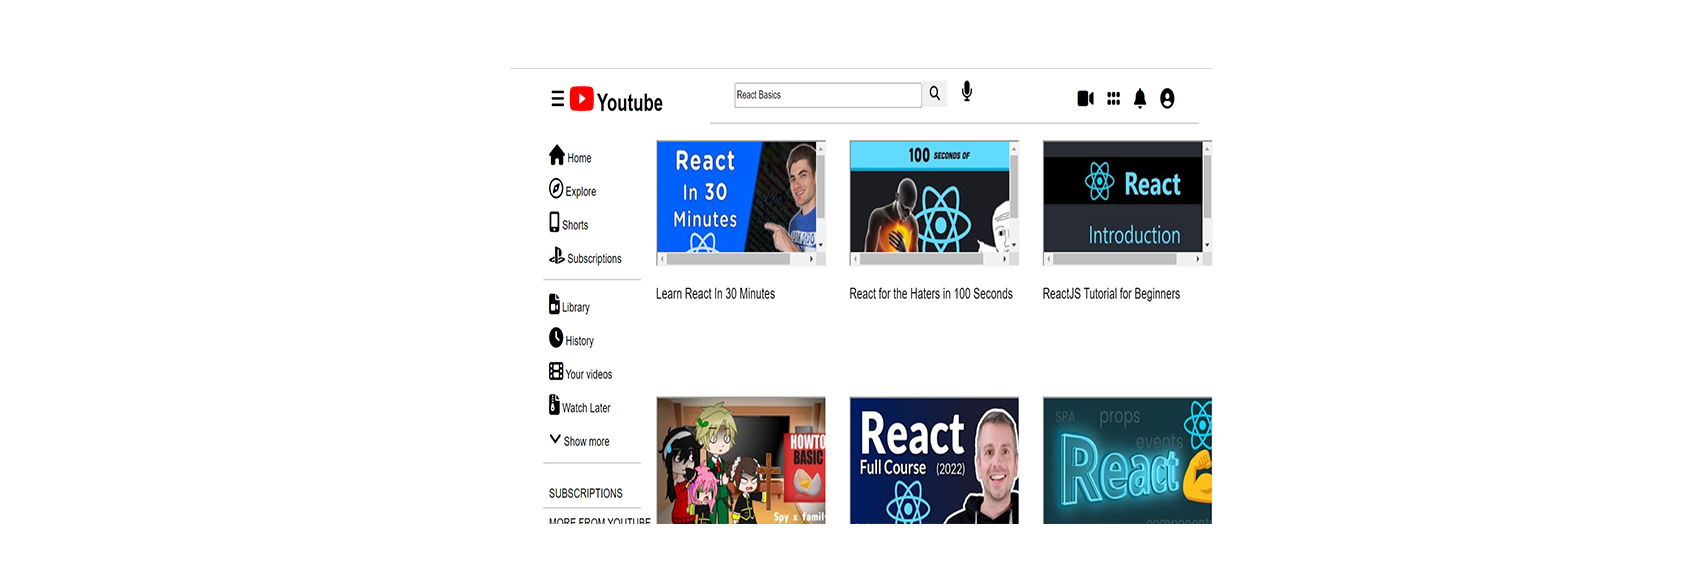 Youtube
React Basics
Home
Explore
Shorts
Subscriptions
Library
History
Your videos
Watch Later
Show more
SUBSCRIPTIONS
MORE FROM YOUTUBE
React
In 30
Minutes
Learn React In 30 Minutes
100 SECONDS OF
React for the Haters in 100 Seconds
React
Introduction
ReactJS Tutorial for Beginners
HOWTO
BASIC
Spy x family
React
Full Course (2022)
SPA props
events
React
components